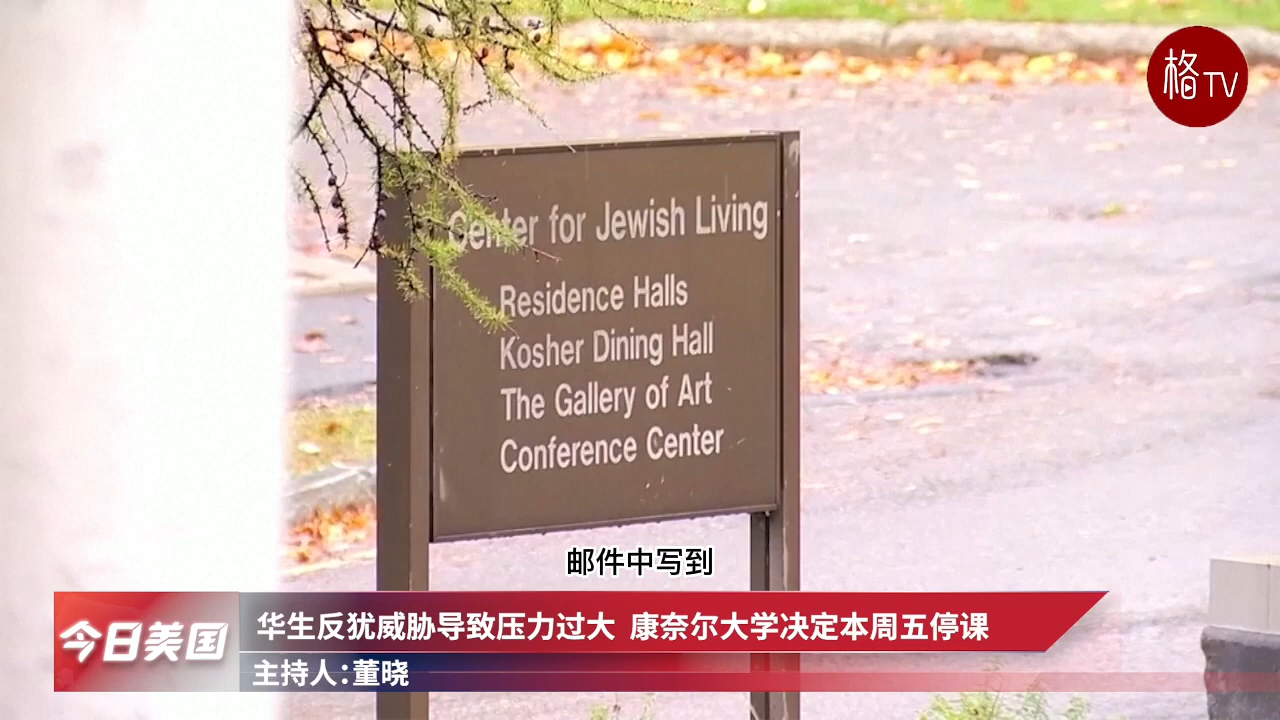 格TV
Center for Jewish Living
Residence Halls
Kosher Dining Hall
The Gallery of Art
Conference Center
邮件中写到
今日美国
华生反犹威胁导致压力过大 康奈尔大学决定本周五停课
主持人：董晓